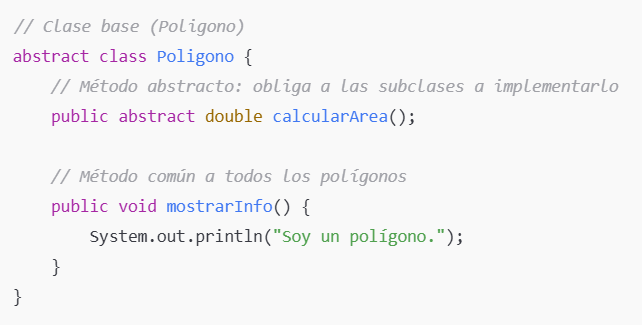 // Clase base (Poligono)
abstract class Poligono {
    // Método abstracto: obliga a las subclases a implementarlo
    public abstract double calcularArea();

    // Método común a todos los polígonos
    public void mostrarInfo() {
        System.out.println("Soy un polígono.");
    }
}